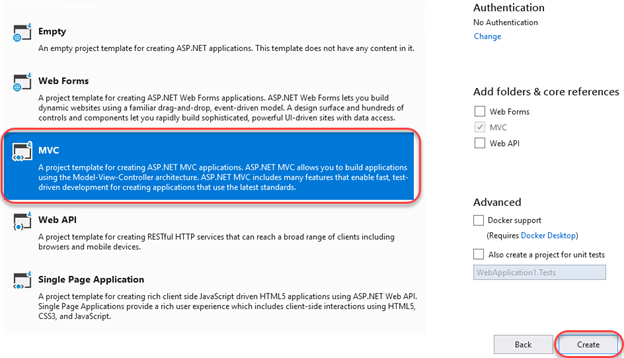 Empty
An empty project template for creating ASP.NET applications. This template does not have any content in it.
Web Forms
A project template for creating ASP.NET Web Forms applications. ASP.NET Web Forms lets you build
dynamic websites using a familiar drag-and-drop, event-driven model. A design surface and hundreds of
controls and components let you rapidly build sophisticated, powerful UI-driven sites with data access.
MVC
A project template for creating ASP.NET MVC applications. ASP.NET MVC allows you to build applications
using the Model-View-Controller architecture. ASP.NET MVC includes many features that enable fast, test-
driven development for creating applications that use the latest standards.
Web API
A project template for creating RESTful HTTP services that can reach a broad range of clients including
browsers and mobile devices.
Single Page Application
A project template for creating rich client side JavaScript driven HTML5 applications using ASP.NET Web API.
Single Page Applications provide a rich user experience which includes client-side interactions using HTML5,
CSS3, and JavaScript.
Authentication
No Authentication
Change
Add folders & core references
Web Forms
MVC
Web API
Advanced
Docker support
(Requires Docker Desktop)
Also create a project for unit tests
WebApplication1.Tests
Back
Create